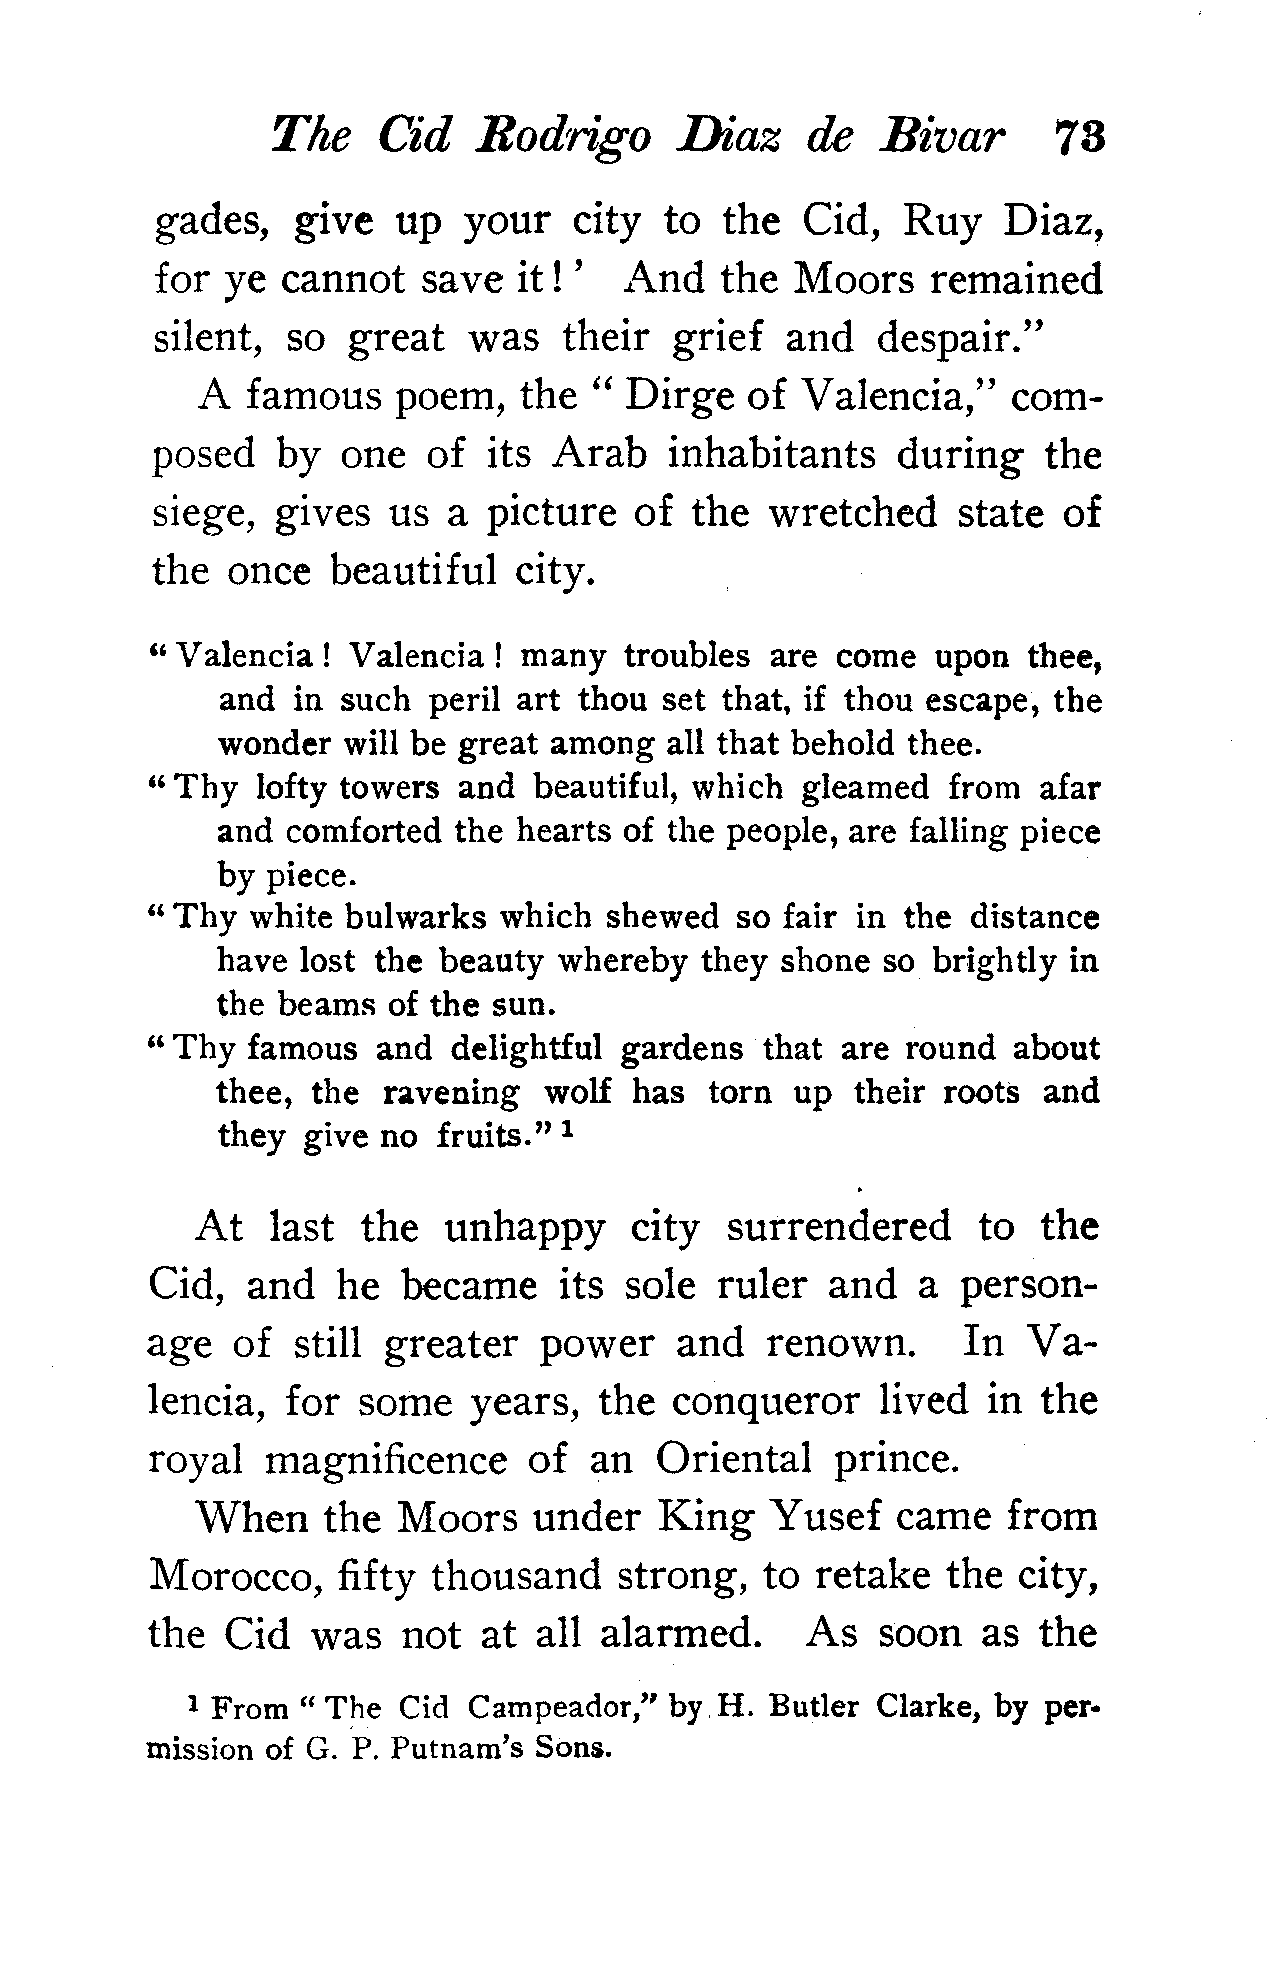 The Cid Rodrigo Diaz de Bivar 73
gades, give up your city to the Cid, Ruy Diaz,
for ye cannot save it! ' And the Moors remained
silent, so great was their grief and despair."
A famous poem, the " Dirge of Valencia," com-
posed by one of its Arab inhabitants during the
siege, gives us a picture of the wretched state of
the once beautiful city.
" Valencia ! Valencia ! many troubles are come upon thee,
and in such peril art thou set that, if thou escape, the
wonder will be great among all that behold thee.
" Thy lofty towers and beautiful, which gleamed from afar
and comforted the hearts of the people, are falling piece
by piece.
" Thy white bulwarks which shewed so fair in the distance
have lost the beauty whereby they shone so brightly in
the beams of the sun.
" Thy famous and delightful gardens that are round about
thee, the ravening wolf has torn up their roots and
they give no fruits." 1
At last the unhappy city surrendered to the
Cid, and he became its sole ruler and a person-
age of still greater power and renown. In Va-
lencia, for some years, the conqueror lived in the
royal magnificence of an Oriental prince.
When the Moors under King Yusef came from
Morocco, fifty thousand strong, to retake the city,
the Cid was not at all alarmed. As soon as the
1 From " The Cid Campeador," by H. Butler Clarke, by per-
mission of G. P. Putnam's Sons.